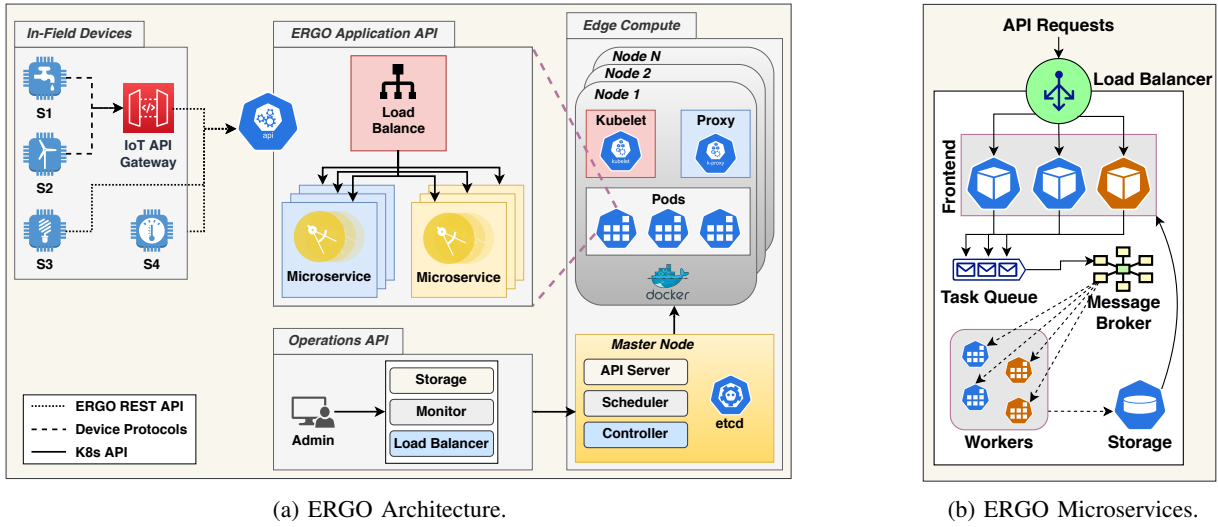 In-Field Devices
S1
S2
S3
S4
IoT API
Gateway
api
ERGO Application API
Load
Balance
Microservice
Microservice
Edge Compute
Node N
Node 2
Node 1
Kubelet
kubelet
Proxy
k-proxy
Pods
docker
Operations API
Admin
Storage
Monitor
Load Balancer
Master Node
API Server
Scheduler
Controller
etcd
ERGO REST API
Device Protocols
K8s API
(a) ERGO Architecture.
API Requests
Load Balancer
Frontend
Task Queue
Message
Broker
Workers
Storage
(b) ERGO Microservices.